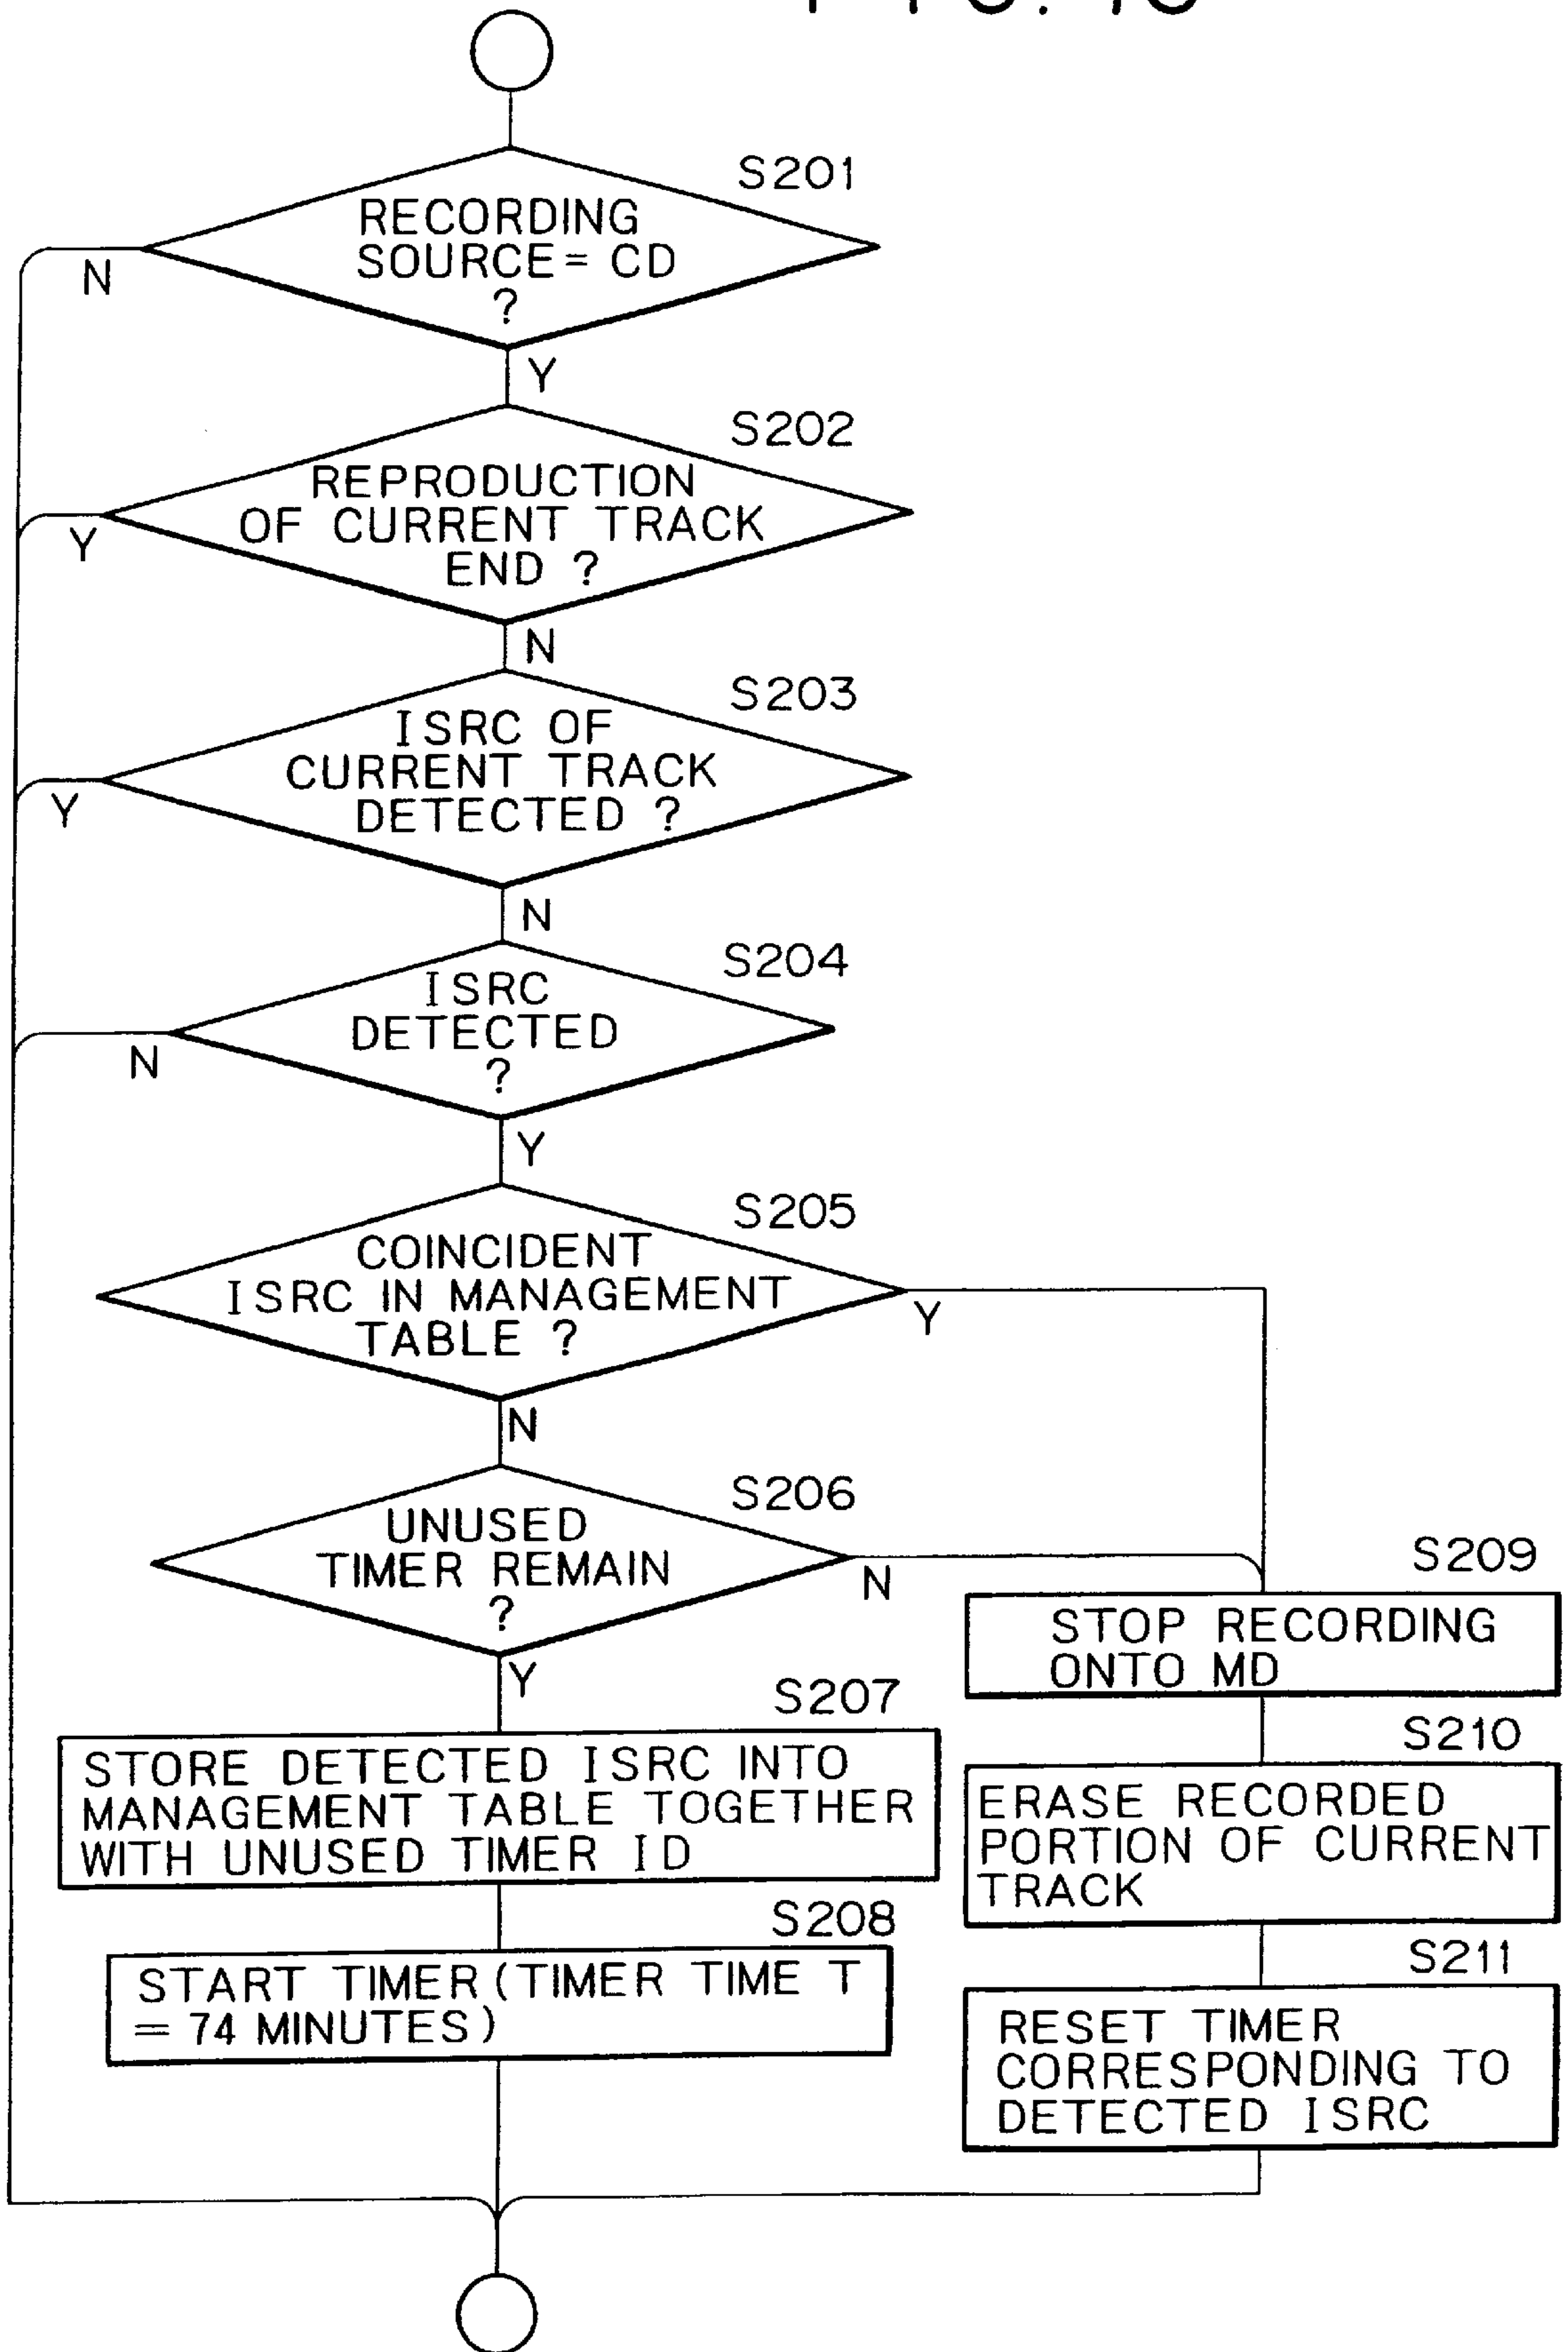 S201
RECORDING
SOURCE = CD
?
N
Y
S202
REPRODUCTION
OF CURRENT TRACK
END ?
Y
N
S203
ISRC OF
CURRENT TRACK
DETECTED ?
Y
N
S204
ISRC
DETECTED
?
N
Y
S205
COINCIDENT
ISRC IN MANAGEMENT
TABLE ?
Y
N
S206
UNUSED
TIMER REMAIN
?
N
Y
S209
STOP RECORDING
ONTO MD
S207
STORE DETECTED ISRC INTO
MANAGEMENT TABLE TOGETHER
WITH UNUSED TIMER ID
S210
ERASE RECORDED
PORTION OF CURRENT
TRACK
S208
START TIMER (TIMER TIME T
= 74 MINUTES)
S211
RESET TIMER
CORRESPONDING TO
DETECTED ISRC